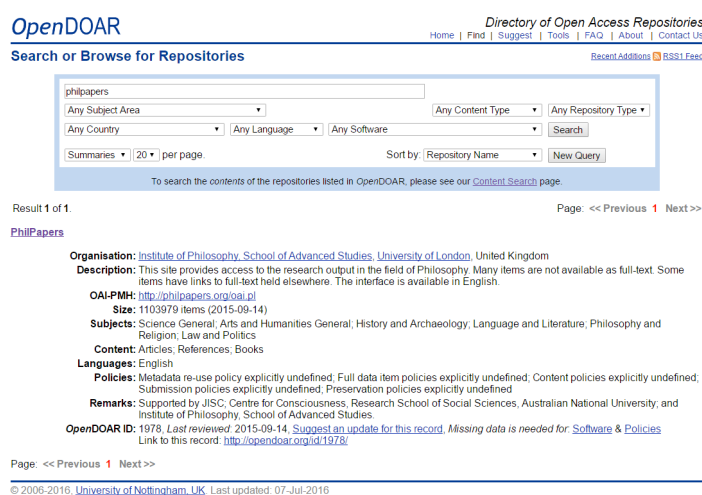 OpenDOAR
Directory of Open Access Repositories
Home | Find | Suggest | Tools | FAQ | About | Contact Us
Search or Browse for Repositories
Recent Additions RSS1 Feed
philpapers
Any Subject Area Any Content Type Any Repository Type
Any Country Any Language Any Software Search
Summaries 20 per page. Sort by: Repository Name New Query
To search the contents of the repositories listed in OpenDOAR, please see our Content Search page.
Result 1 of 1. Page: << Previous 1 Next >>
PhilPapers
Organisation: Institute of Philosophy, School of Advanced Studies, University of London, United Kingdom
Description: This site provides access to the research output in the field of Philosophy. Many items are not available as full-text. Some
items have links to full-text held elsewhere. The interface is available in English.
OAI-PMH: http://philpapers.org/oai.pl
Size: 1103979 items (2015-09-14)
Subjects: Science General; Arts and Humanities General; History and Archaeology; Language and Literature; Philosophy and
Religion; Law and Politics
Content: Articles; References; Books
Languages: English
Policies: Metadata re-use policy explicitly undefined; Full data item policies explicitly undefined; Content policies explicitly undefined;
Submission policies explicitly undefined; Preservation policies explicitly undefined
Remarks: Supported by JISC; Centre for Consciousness, Research School of Social Sciences, Australian National University; and
Institute of Philosophy, School of Advanced Studies.
OpenDOAR ID: 1978, Last reviewed: 2015-09-14, Suggest an update for this record, Missing data is needed for: Software & Policies
Link to this record: http://opendoar.org/id/1978/
Page: << Previous 1 Next >>
© 2006-2016, University of Nottingham, UK. Last updated: 07-Jul-2016